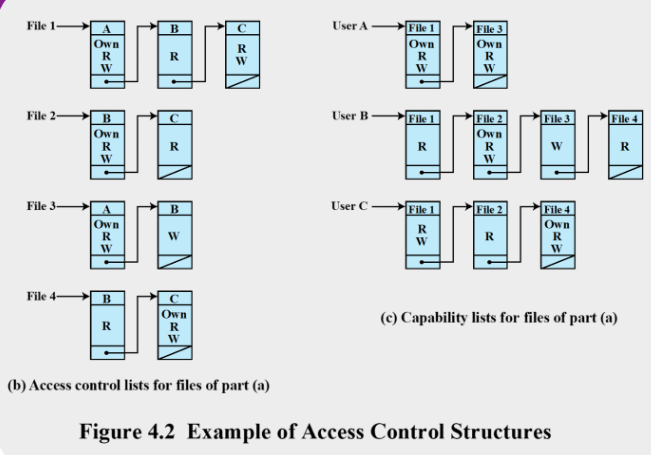 File 1
A
Own
R
W
B
R
C
R
W
File 2
B
Own
R
W
C
R
File 3
A
Own
R
W
B
W
File 4
B
R
C
Own
R
W
(b) Access control lists for files of part (a)
User A
File 1
Own
R
W
File 3
Own
R
W
User B
File 1
R
File 2
Own
R
W
File 3
W
File 4
R
User C
File 1
R
W
File 2
R
File 4
Own
R
W
(c) Capability lists for files of part (a)
Figure 4.2 Example of Access Control Structures